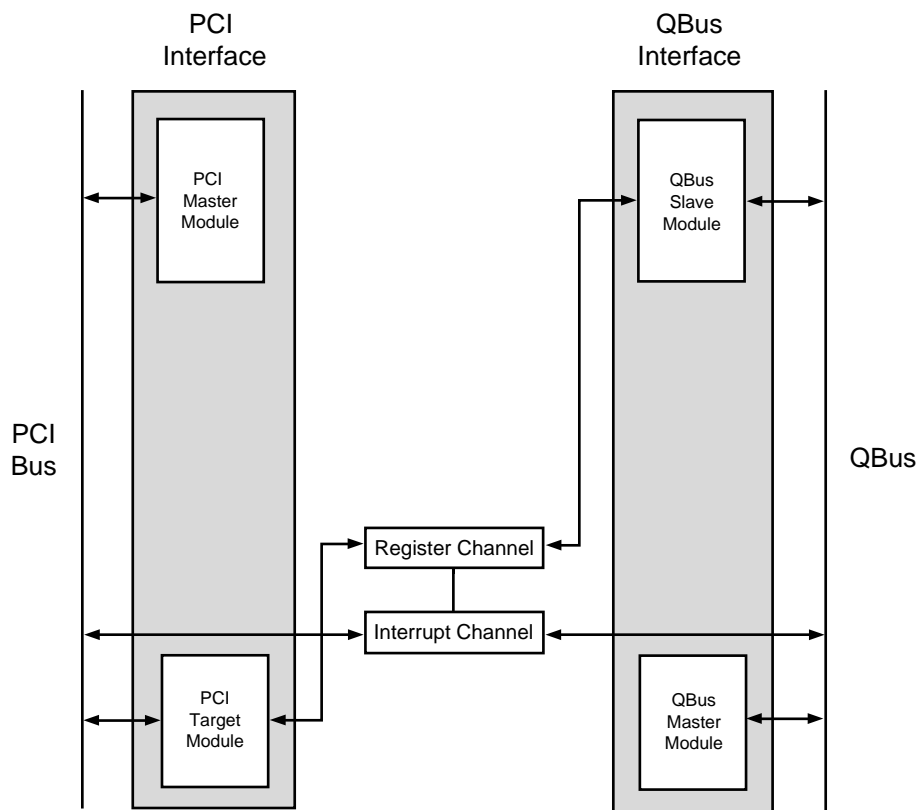 PCI
Interface
QBus
Interface
PCI
Master
Module
QBus
Slave
Module
PCI
Bus
QBus
Register Channel
Interrupt Channel
PCI
Target
Module
QBus
Master
Module